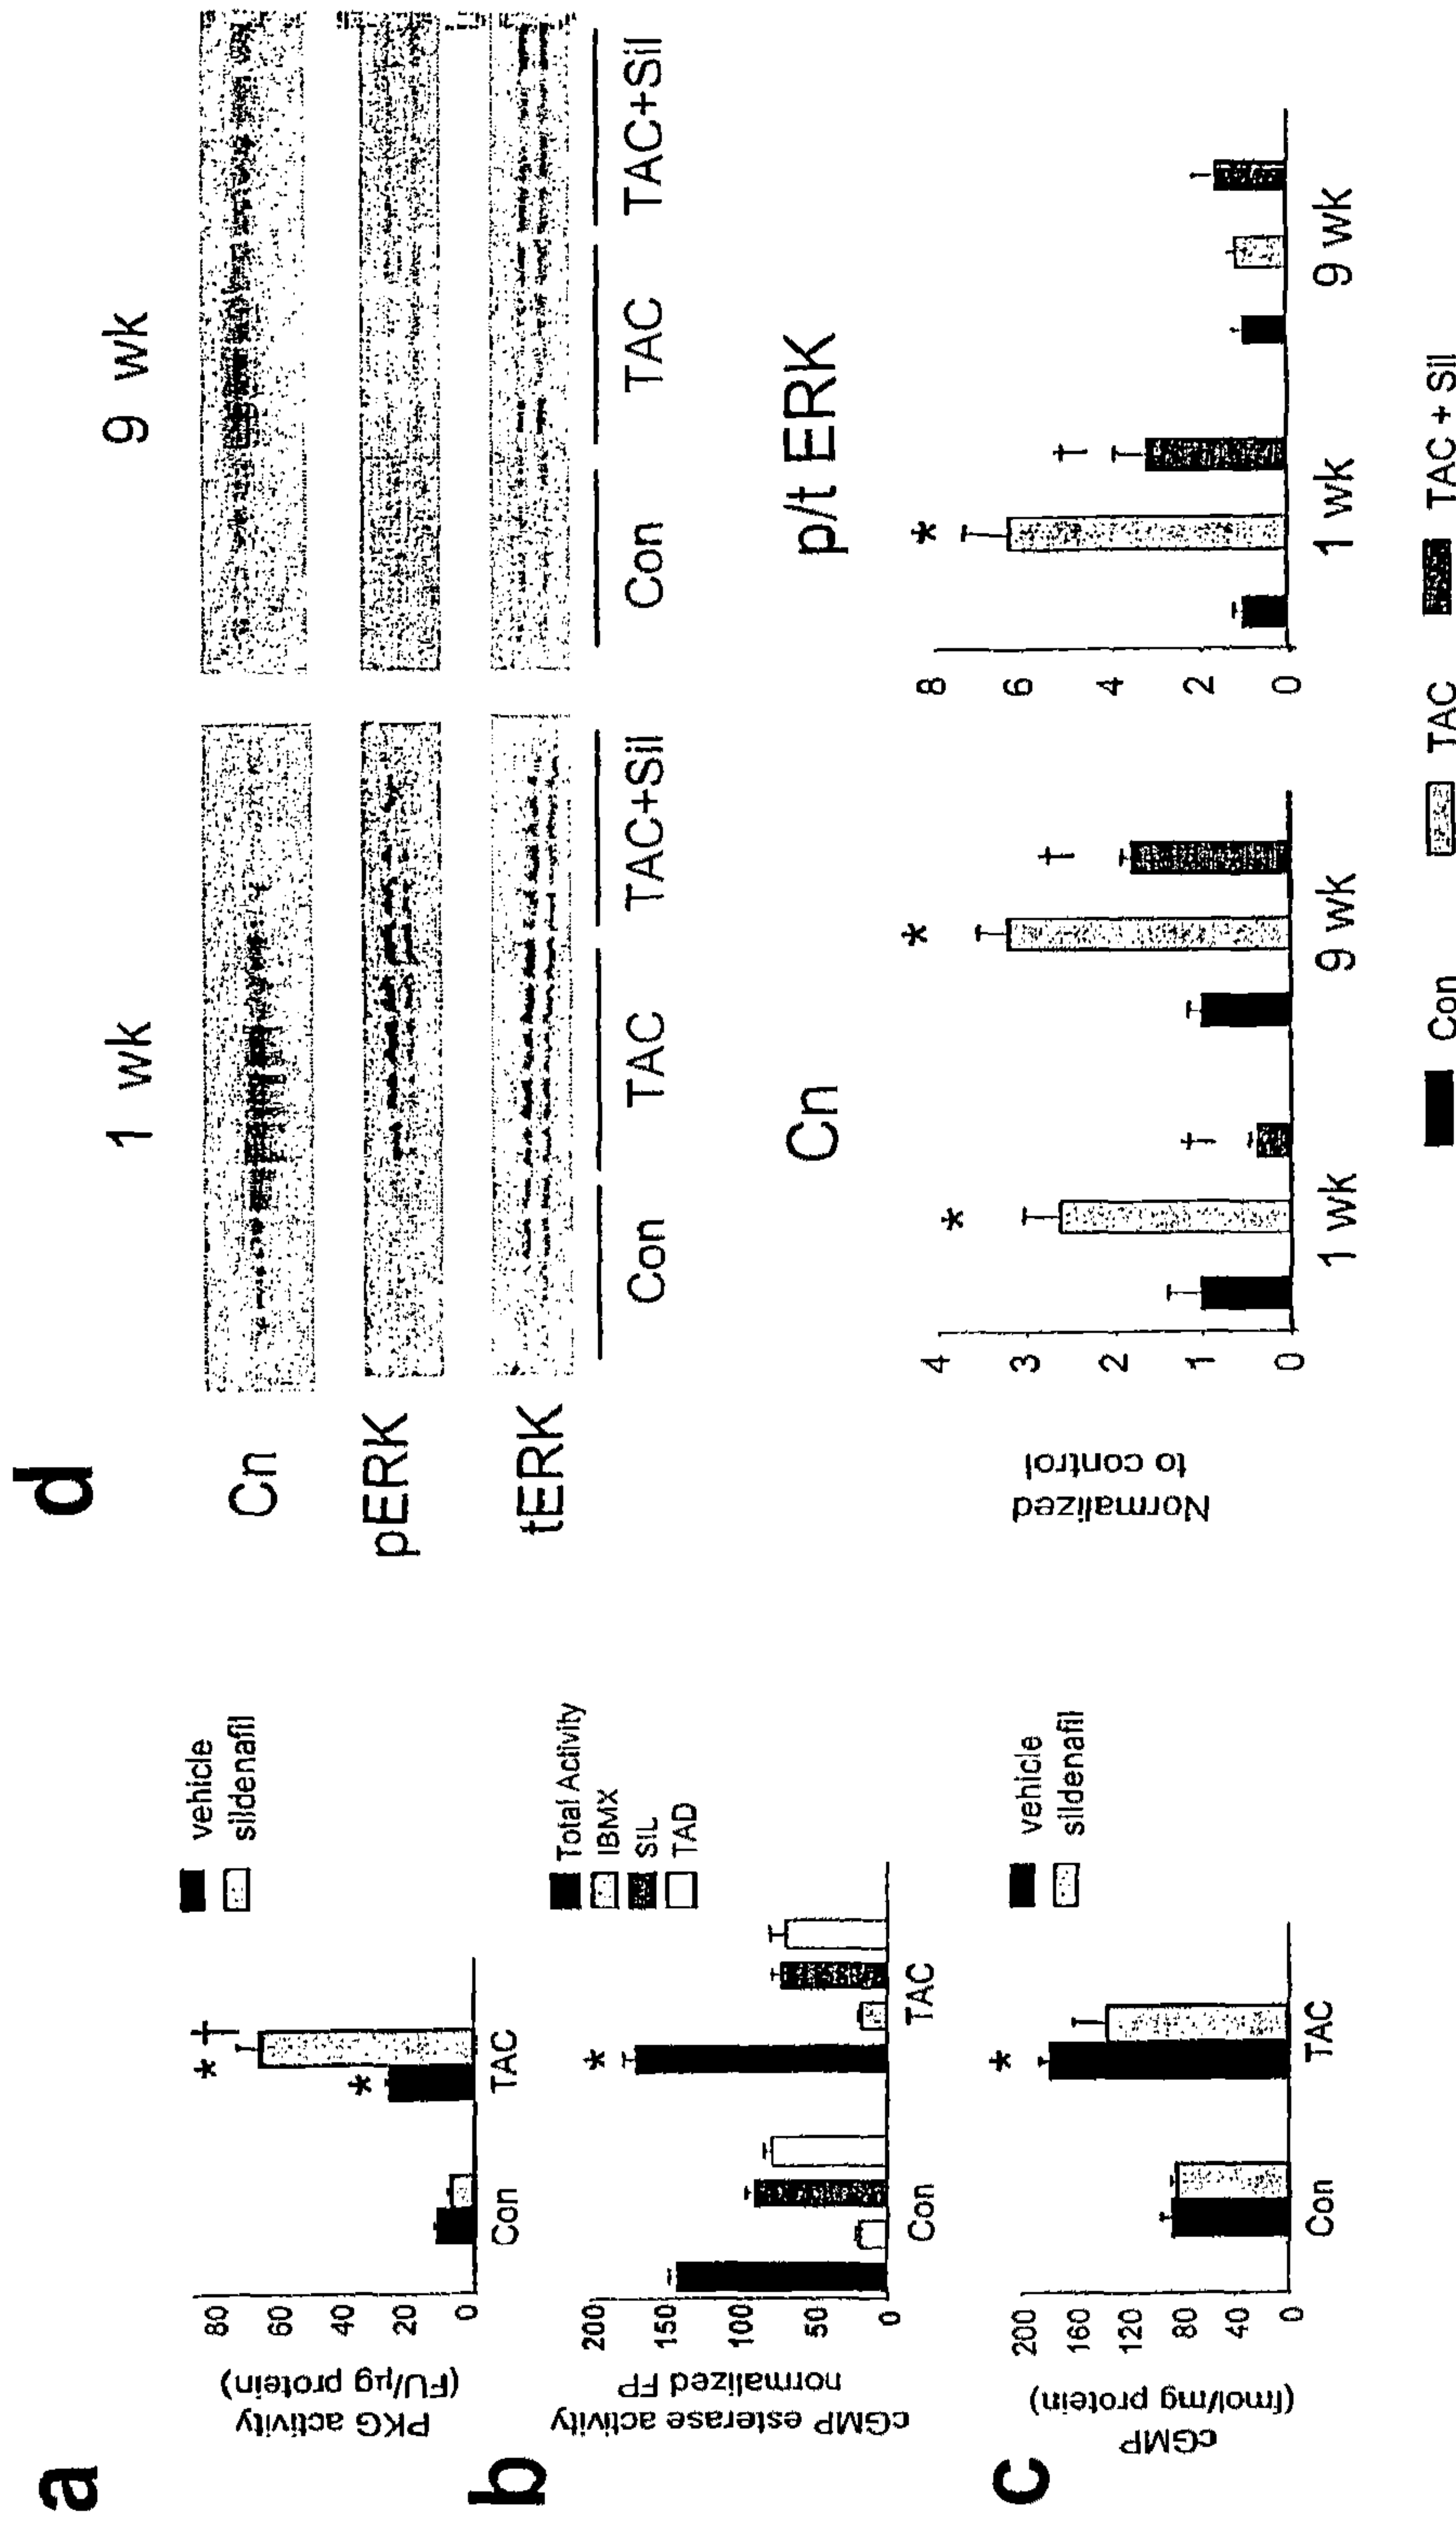 a
PKG activity
(FU/µg protein)
80
60
40
20
0
*
* †
Con
TAC
vehicle
sildenafil
b
cGMP esterase activity
normalized FP
200
150
100
50
0
*
Con
TAC
Total Activity
IBMX
SIL
TAD
c
cGMP
(fmol/mg protein)
200
160
120
80
40
0
*
Con
TAC
vehicle
sildenafil
d
1 wk
9 wk
Cn
pERK
tERK
Con
TAC
TAC+Sil
Con
TAC
TAC+Sil
Cn
Normalized
to control
4
3
2
1
0
*
†
*
†
1 wk
9 wk
p/t ERK
8
6
4
2
0
*
†
1 wk
9 wk
Con
TAC
TAC + Sil